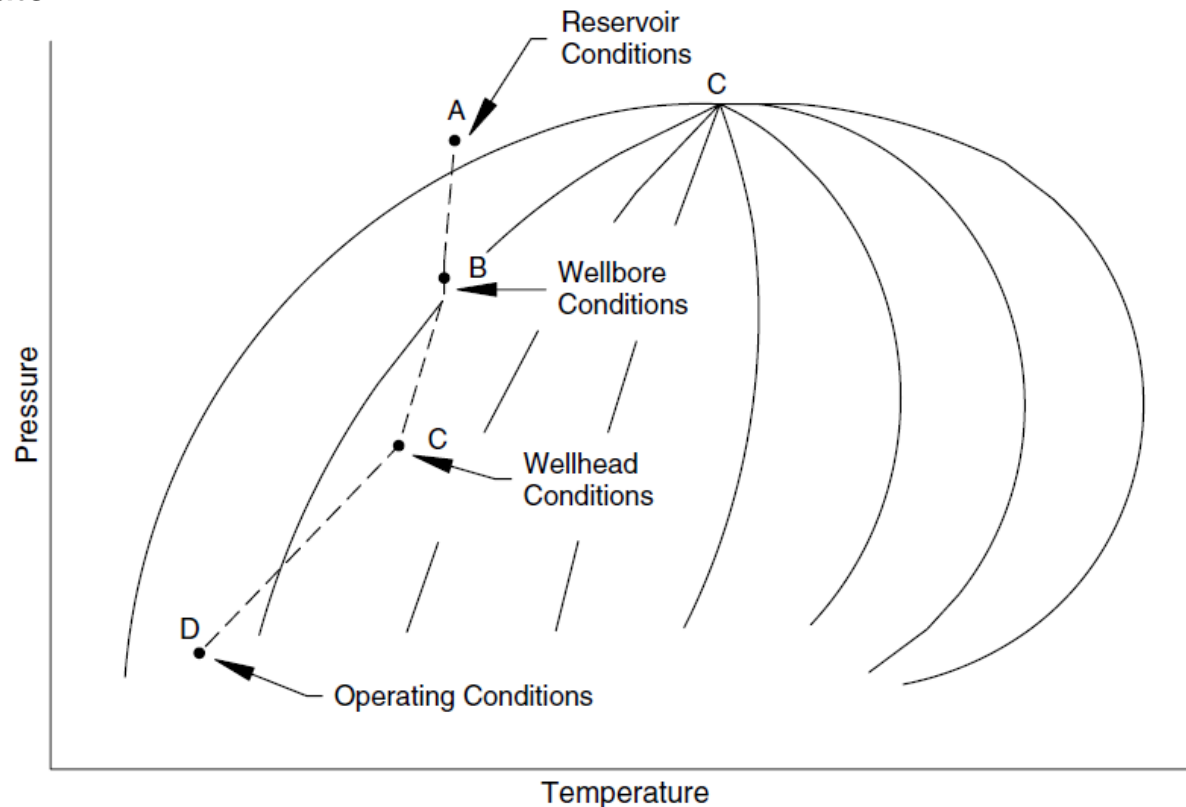 Reservoir
Conditions
C
A
B
Wellbore
Conditions
C
Wellhead
Conditions
D
Operating Conditions
Pressure
Temperature